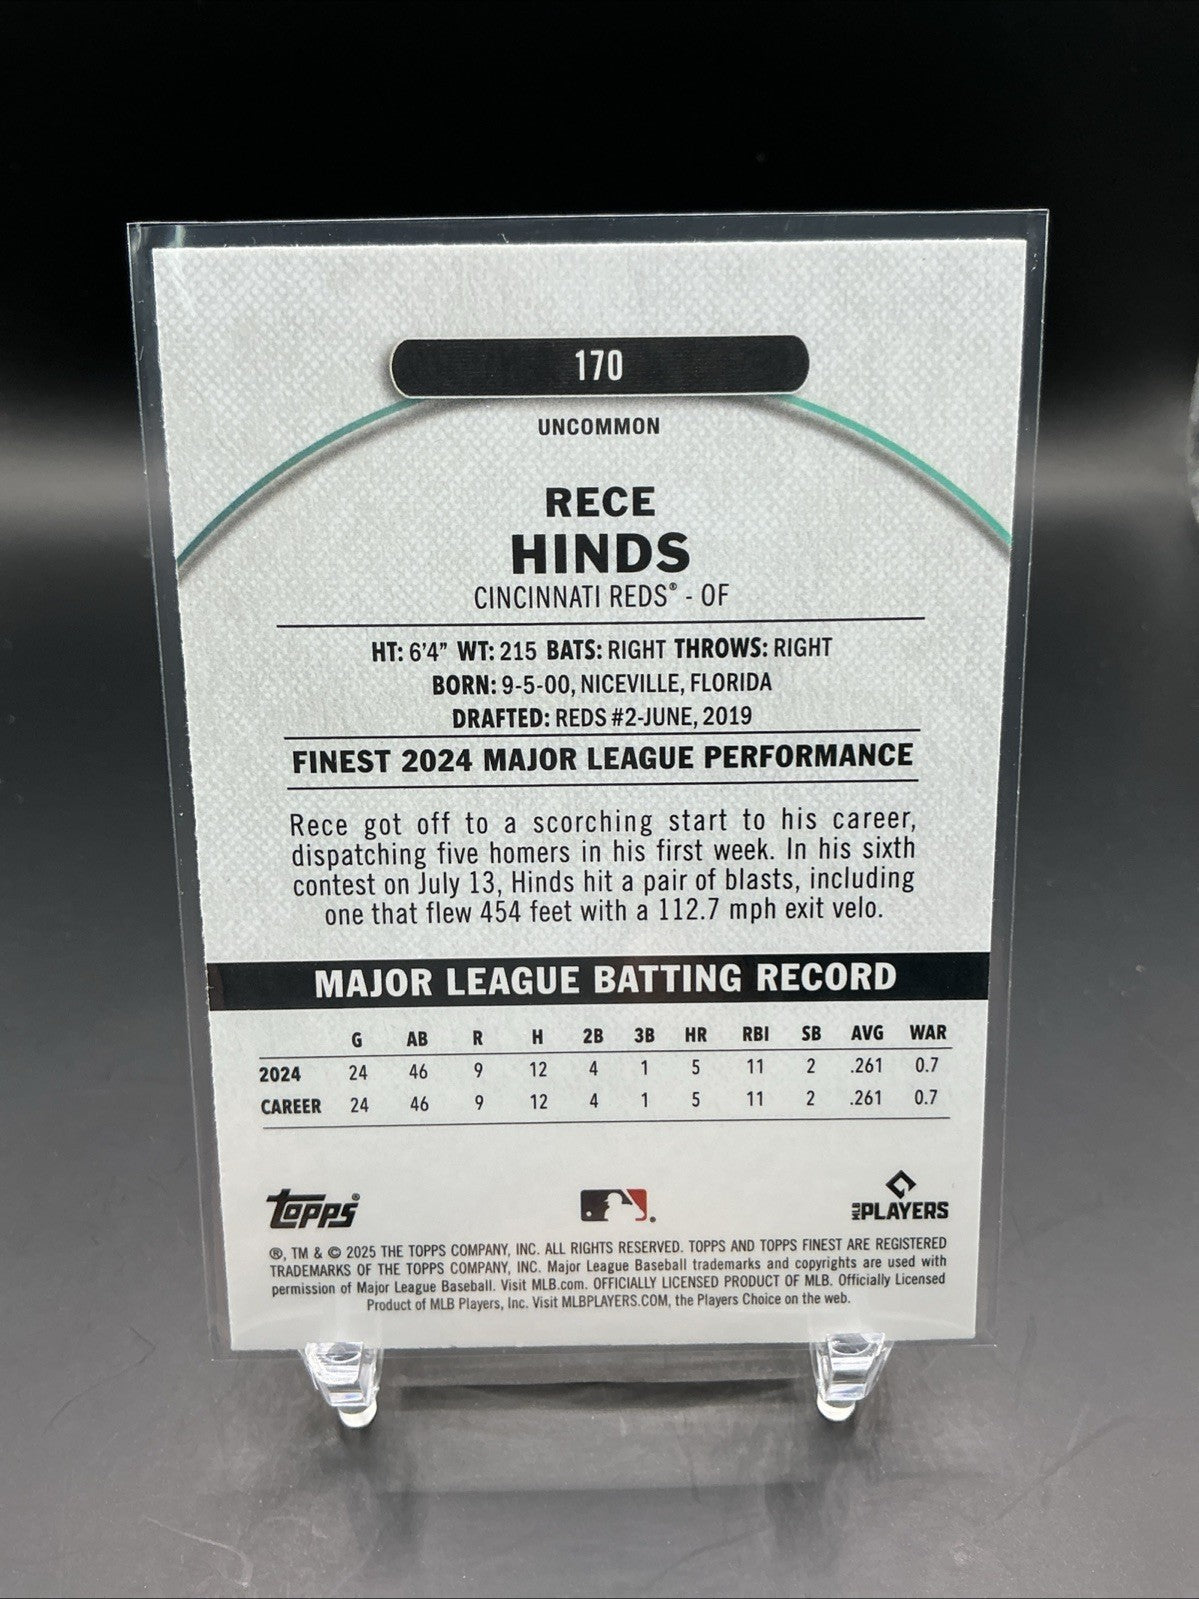 170
UNCOMMON
RECE
HINDS
CINCINNATI REDS® - OF
HT: 6'4" WT: 215 BATS: RIGHT THROWS: RIGHT
BORN: 9-5-00, NICEVILLE, FLORIDA
DRAFTED: REDS #2-JUNE, 2019
FINEST 2024 MAJOR LEAGUE PERFORMANCE
Rece got off to a scorching start to his career,
dispatching five homers in his first week. In his sixth
contest on July 13, Hinds hit a pair of blasts, including
one that flew 454 feet with a 112.7 mph exit velo.
MAJOR LEAGUE BATTING RECORD
G AB R H 2B 3B HR RBI SB AVG WAR
2024 24 46 9 12 4 1 5 11 2 .261 0.7
CAREER 24 46 9 12 4 1 5 11 2 .261 0.7
topps® MLB PLAYERS
®, TM & © 2025 THE TOPPS COMPANY, INC. ALL RIGHTS RESERVED. TOPPS AND TOPPS FINEST ARE REGISTERED
TRADEMARKS OF THE TOPPS COMPANY, INC. Major League Baseball trademarks and copyrights are used with
permission of Major League Baseball. Visit MLB.com. OFFICIALLY LICENSED PRODUCT OF MLB. Officially Licensed
Product of MLB Players, Inc. Visit MLBPLAYERS.COM, the Players Choice on the web.